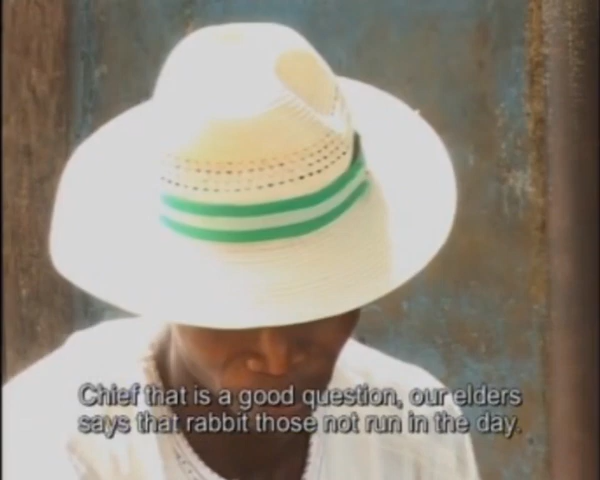 Chief that is a good question, our elders
says that rabbit those not run in the day.